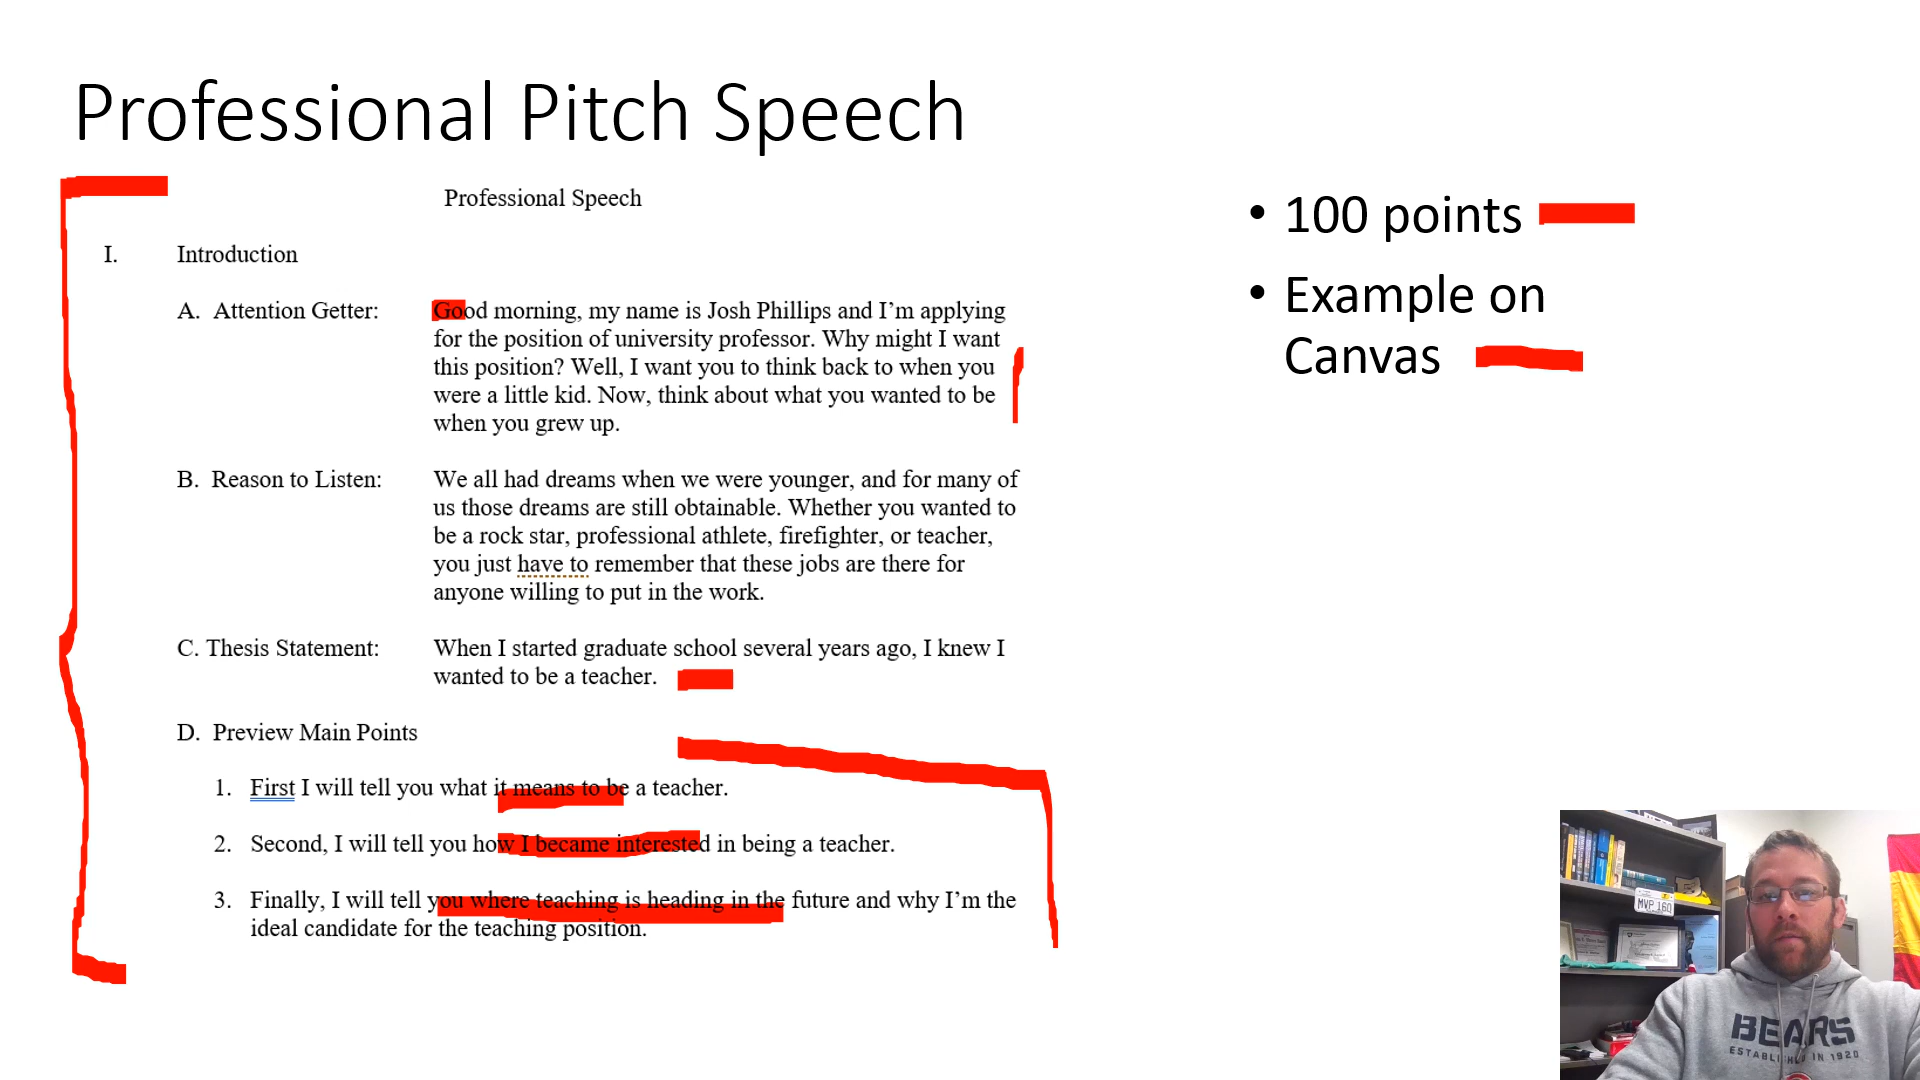 Professional Pitch Speech
Professional Speech
I. Introduction
A. Attention Getter: Good morning, my name is Josh Phillips and I'm applying
for the position of university professor. Why might I want
this position? Well, I want you to think back to when you
were a little kid. Now, think about what you wanted to be
when you grew up.
B. Reason to Listen: We all had dreams when we were younger, and for many of
us those dreams are still obtainable. Whether you wanted to
be a rock star, professional athlete, firefighter, or teacher,
you just have to remember that these jobs are there for
anyone willing to put in the work.
C. Thesis Statement: When I started graduate school several years ago, I knew I
wanted to be a teacher.
D. Preview Main Points
1. First I will tell you what it means to be a teacher.
2. Second, I will tell you how I became interested in being a teacher.
3. Finally, I will tell you where teaching is heading in the future and why I'm the
ideal candidate for the teaching position.
• 100 points
• Example on
Canvas
MVP 160
BEARS
ESTABLISHED IN 1920